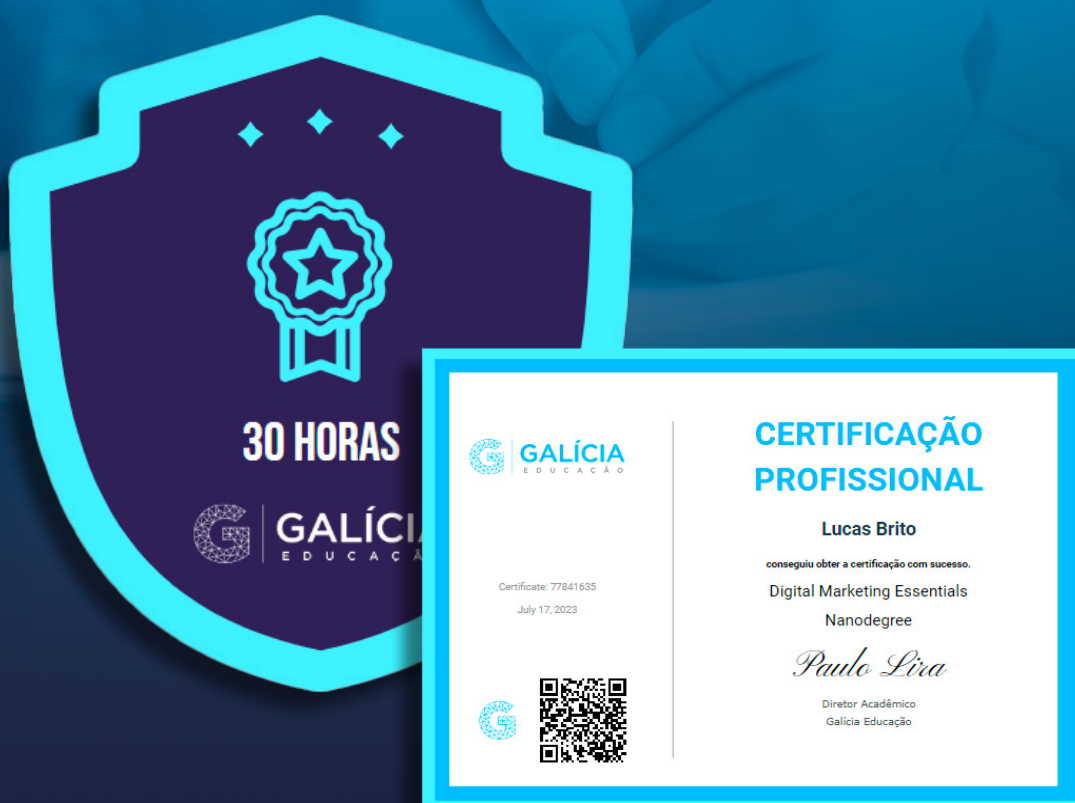 30 HORAS
GALÍCI
EDUCAÇÃ
GALÍCIA
EDUCAÇÃO
Certificate: 77841635
July 17, 2023
CERTIFICAÇÃO
PROFISSIONAL
Lucas Brito
conseguiu obter a certificação com sucesso.
Digital Marketing Essentials
Nanodegree
Paulo Lira
Diretor Acadêmico
Galícia Educação